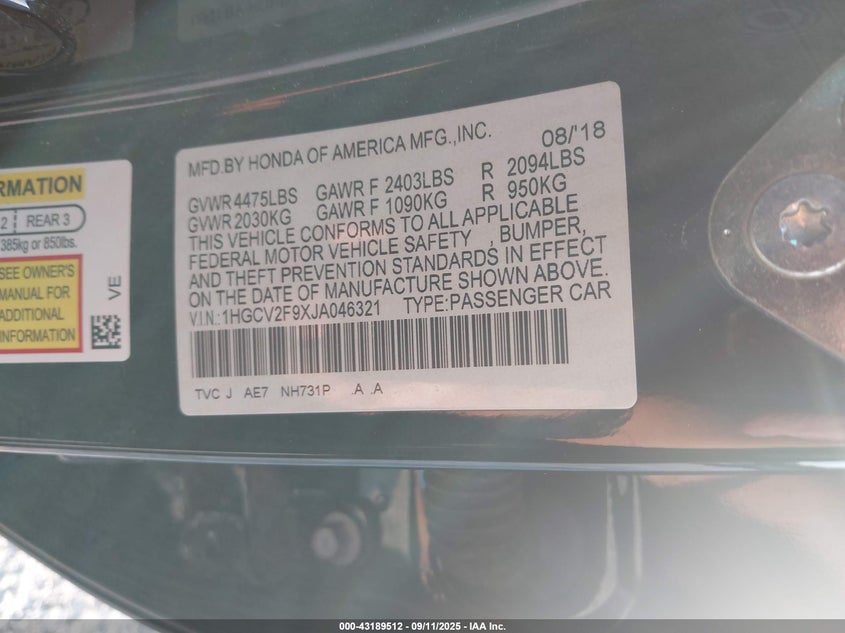 RMATION
2 REAR 3
385kg or 850lbs.
SEE OWNER'S
MANUAL FOR
ADDITIONAL
INFORMATION
VE
MFD.BY HONDA OF AMERICA MFG.,INC. 08/'18
GVWR 4475LBS GAWR F 2403LBS R 2094LBS
GVWR 2030KG GAWR F 1090KG R 950KG
THIS VEHICLE CONFORMS TO ALL APPLICABLE
FEDERAL MOTOR VEHICLE SAFETY , BUMPER,
AND THEFT PREVENTION STANDARDS IN EFFECT
ON THE DATE OF MANUFACTURE SHOWN ABOVE.
V.I.N.:1HGCV2F9XJA046321 TYPE:PASSENGER CAR
TVC J AE7 NH731P .A .A
000-43189512 - 09/11/2025 - IAA Inc.